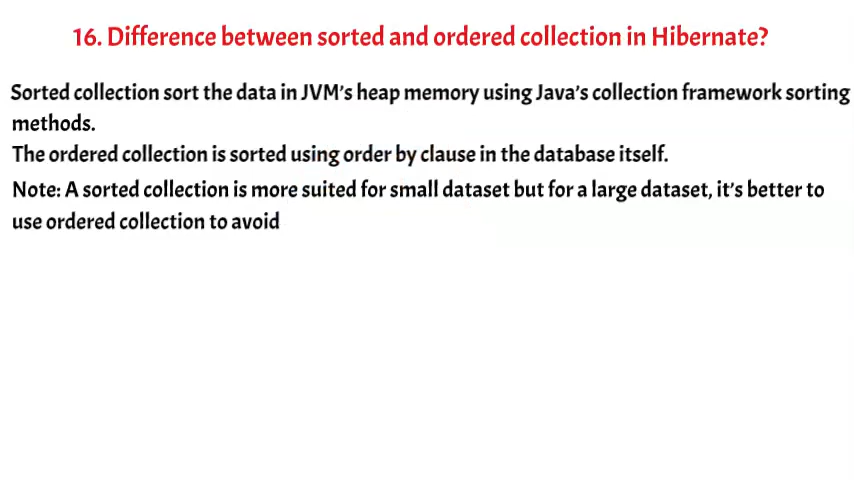 16. Difference between sorted and ordered collection in Hibernate?
Sorted collection sort the data in JVM's heap memory using Java's collection framework sorting
methods.
The ordered collection is sorted using order by clause in the database itself.
Note: A sorted collection is more suited for small dataset but for a large dataset, it's better to
use ordered collection to avoid